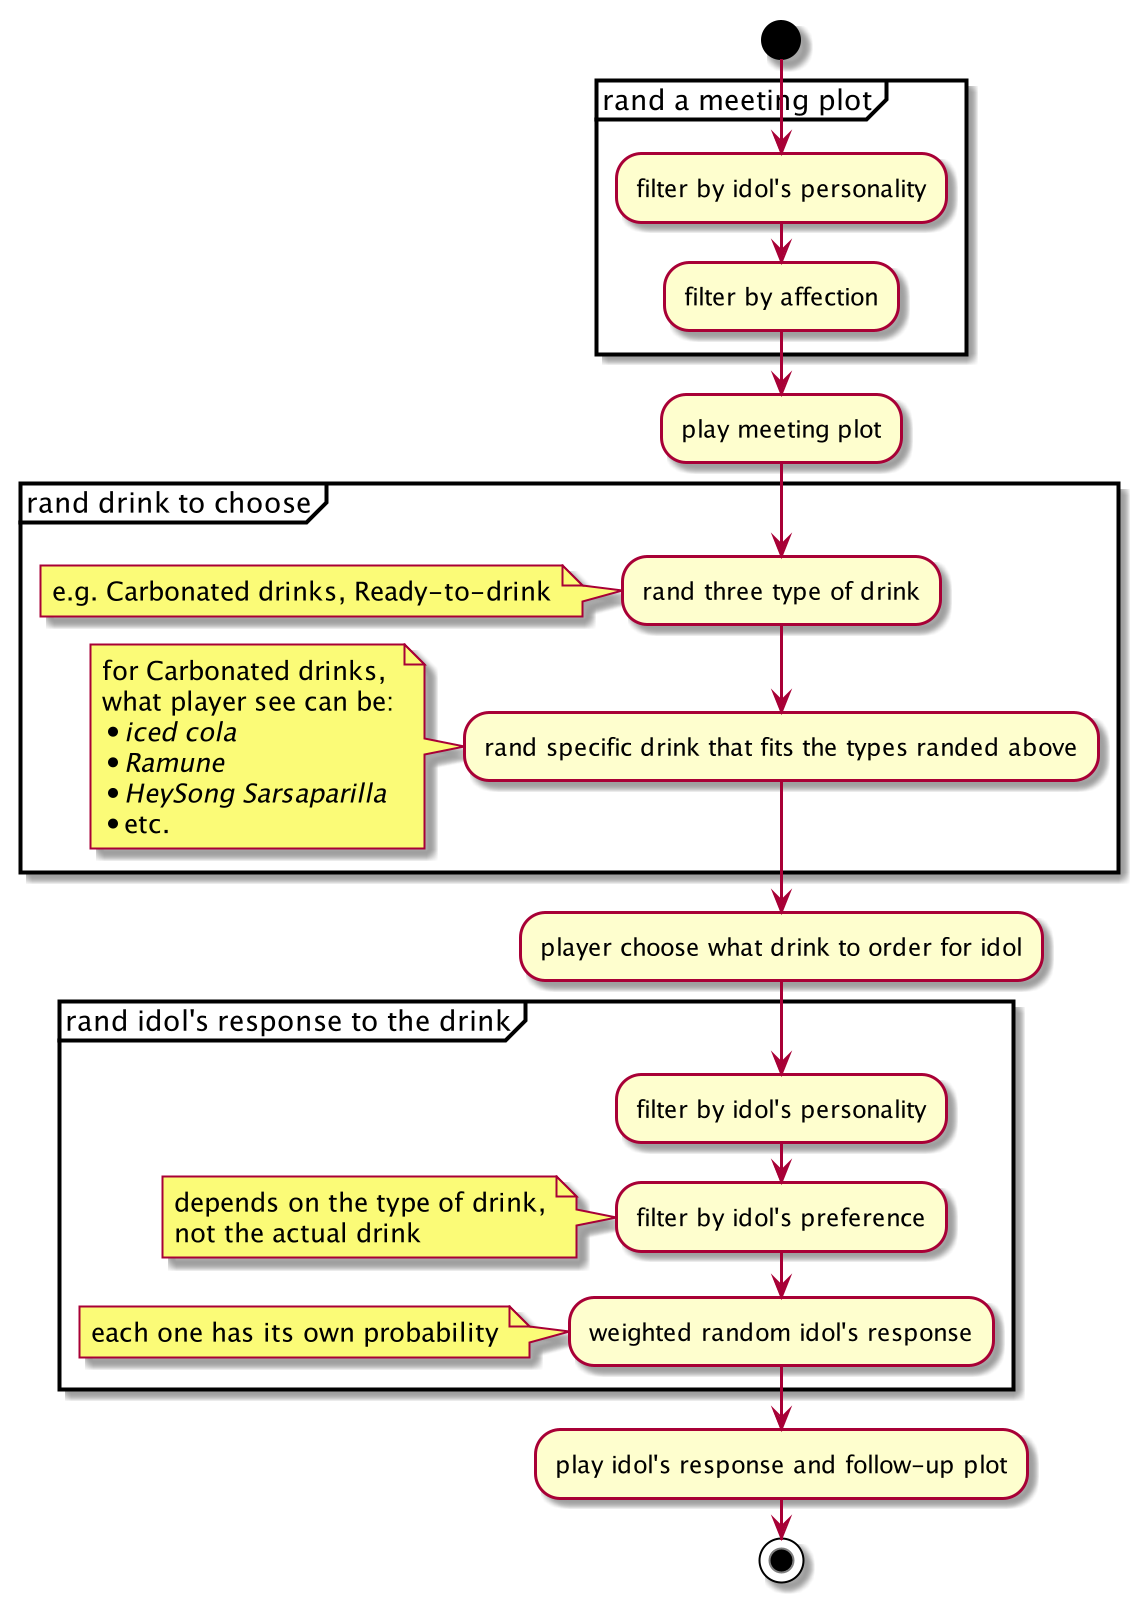 rand a meeting plot
filter by idol's personality
filter by affection
play meeting plot
rand drink to choose
e.g. Carbonated drinks, Ready-to-drink
rand three type of drink
for Carbonated drinks,
what player see can be:
• iced cola
• Ramune
• HeySong Sarsaparilla
• etc.
rand specific drink that fits the types randed above
player choose what drink to order for idol
rand idol's response to the drink
filter by idol's personality
depends on the type of drink,
not the actual drink
filter by idol's preference
each one has its own probability
weighted random idol's response
play idol's response and follow-up plot